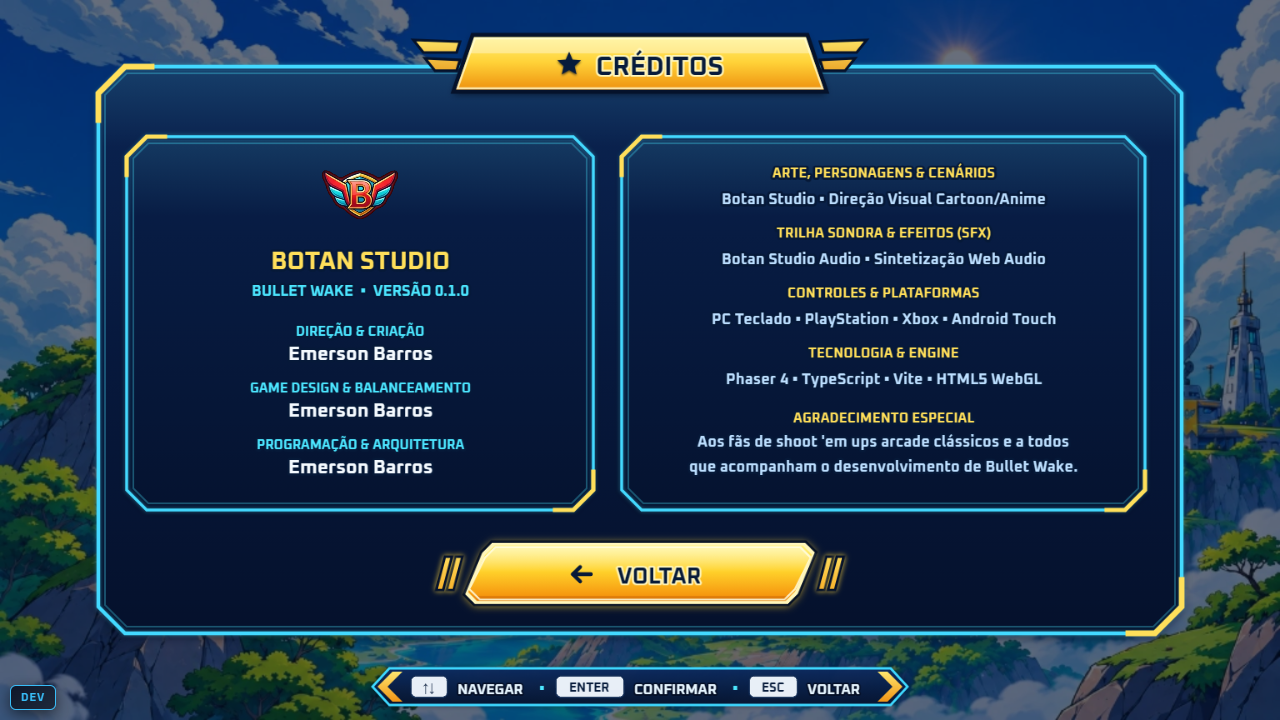 CRÉDITOS
B
BOTAN STUDIO
BULLET WAKE • VERSÃO 0.1.0
DIREÇÃO & CRIAÇÃO
Emerson Barros
GAME DESIGN & BALANCEAMENTO
Emerson Barros
PROGRAMAÇÃO & ARQUITETURA
Emerson Barros
ARTE, PERSONAGENS & CENÁRIOS
Botan Studio • Direção Visual Cartoon/Anime
TRILHA SONORA & EFEITOS (SFX)
Botan Studio Audio • Sintetização Web Audio
CONTROLES & PLATAFORMAS
PC Teclado • PlayStation • Xbox • Android Touch
TECNOLOGIA & ENGINE
Phaser 4 • TypeScript • Vite • HTML5 WebGL
AGRADECIMENTO ESPECIAL
Aos fãs de shoot 'em ups arcade clássicos e a todos
que acompanham o desenvolvimento de Bullet Wake.
← VOLTAR
↑↓ NAVEGAR • ENTER CONFIRMAR • ESC VOLTAR
DEV